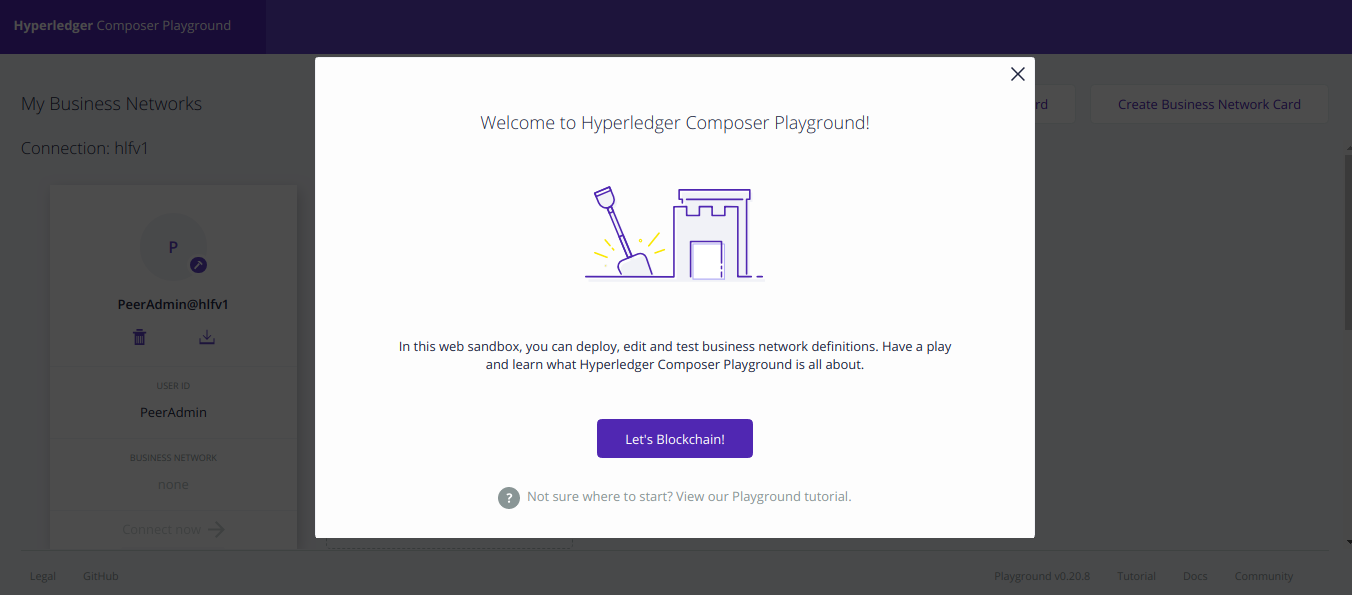 Hyperledger Composer Playground
My Business Networks
rd
Create Business Network Card
Connection: hlfv1
P
PeerAdmin@hlfv1
USER ID
PeerAdmin
BUSINESS NETWORK
none
Connect now
Welcome to Hyperledger Composer Playground!
In this web sandbox, you can deploy, edit and test business network definitions. Have a play
and learn what Hyperledger Composer Playground is all about.
Let's Blockchain!
? Not sure where to start? View our Playground tutorial.
Legal GitHub
Playground v0.20.8 Tutorial Docs Community